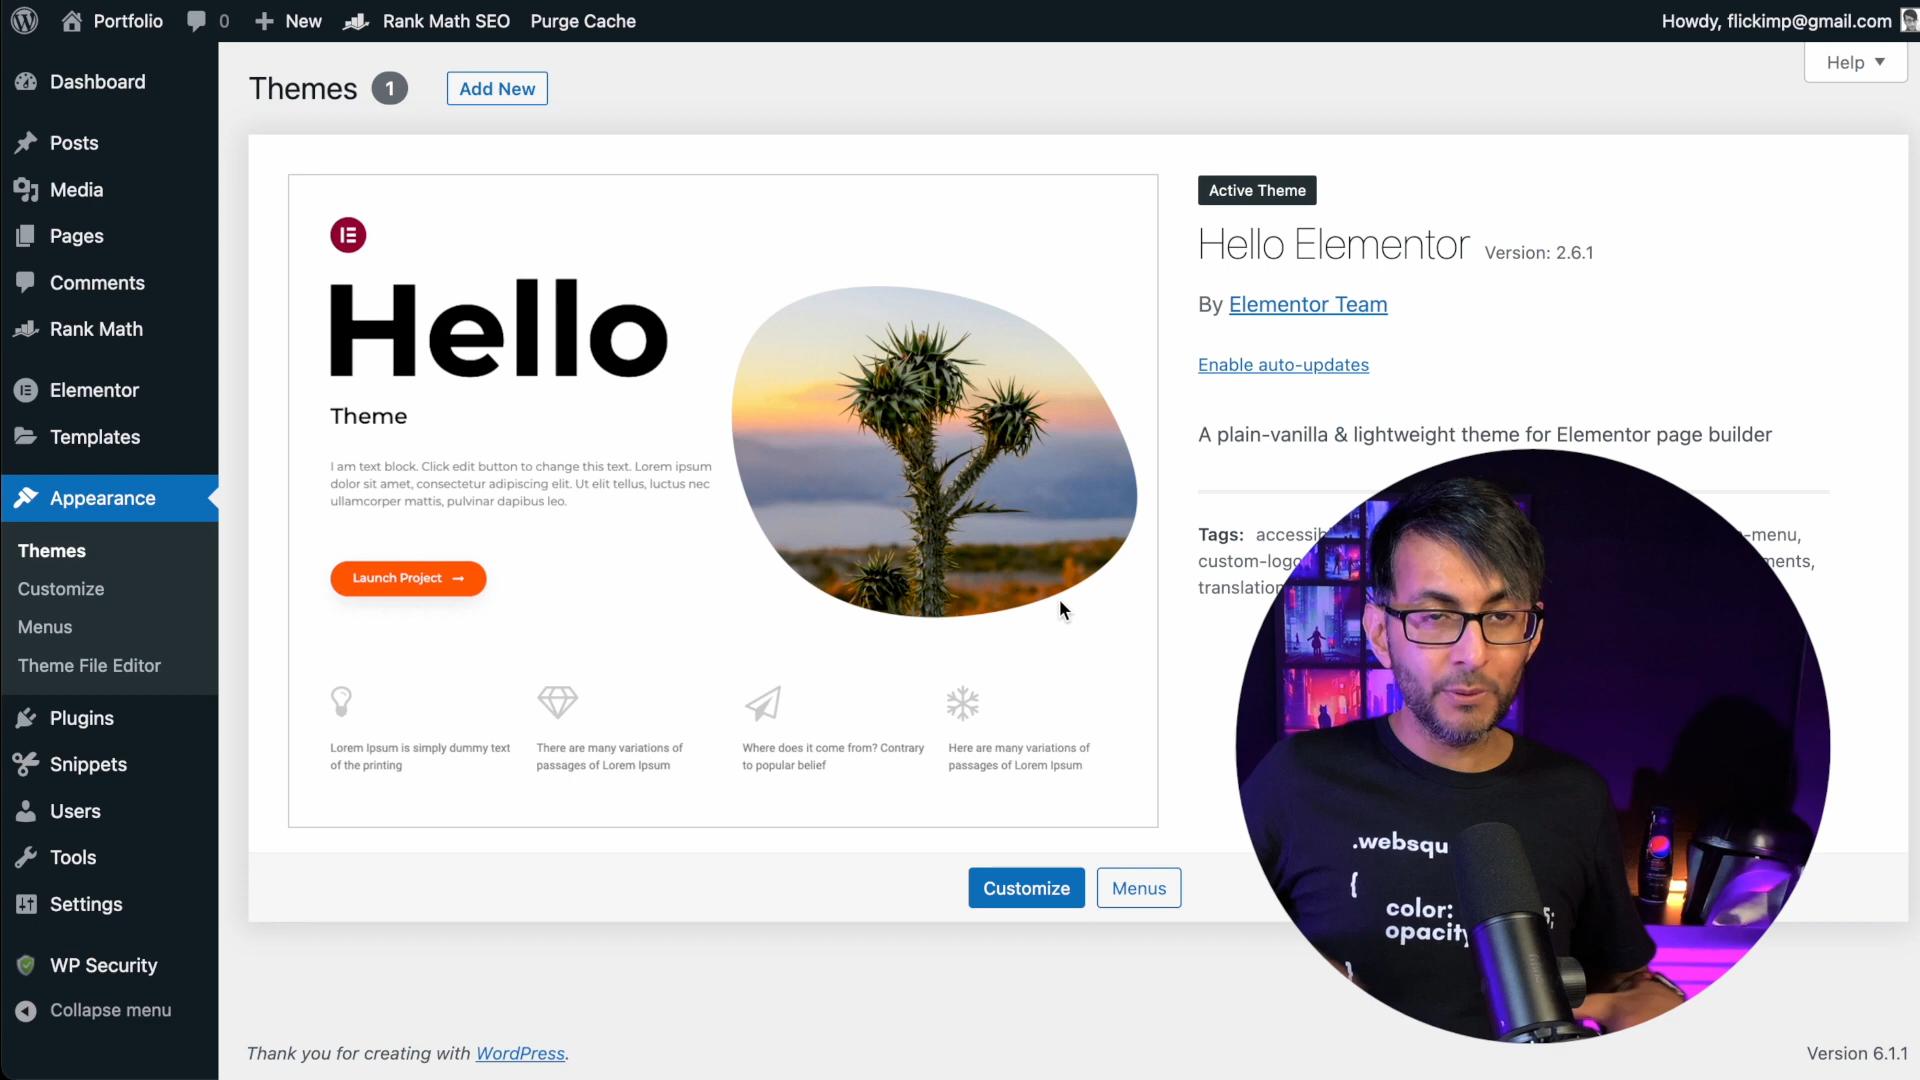 Portfolio
0
New
Rank Math SEO
Purge Cache
Howdy, flickimp@gmail.com
Help
Dashboard
Posts
Media
Pages
Comments
Rank Math
Elementor
Templates
Appearance
Themes
Customize
Menus
Theme File Editor
Plugins
Snippets
Users
Tools
Settings
WP Security
Collapse menu
Themes 1
Add New
Hello
Theme
I am text block. Click edit button to change this text. Lorem ipsum
dolor sit amet, consectetur adipiscing elit. Ut elit tellus, luctus nec
ullamcorper mattis, pulvinar dapibus leo.
Launch Project →
Lorem Ipsum is simply dummy text
of the printing
There are many variations of
passages of Lorem Ipsum
Where does it come from? Contrary
to popular belief
Here are many variations of
passages of Lorem Ipsum
Active Theme
Hello Elementor Version: 2.6.1
By Elementor Team
Enable auto-updates
A plain-vanilla & lightweight theme for Elementor page builder
Tags: -menu,
custom-logo
Customize
Menus
.websqu
{
color:
}
Thank you for creating with WordPress.
Version 6.1.1